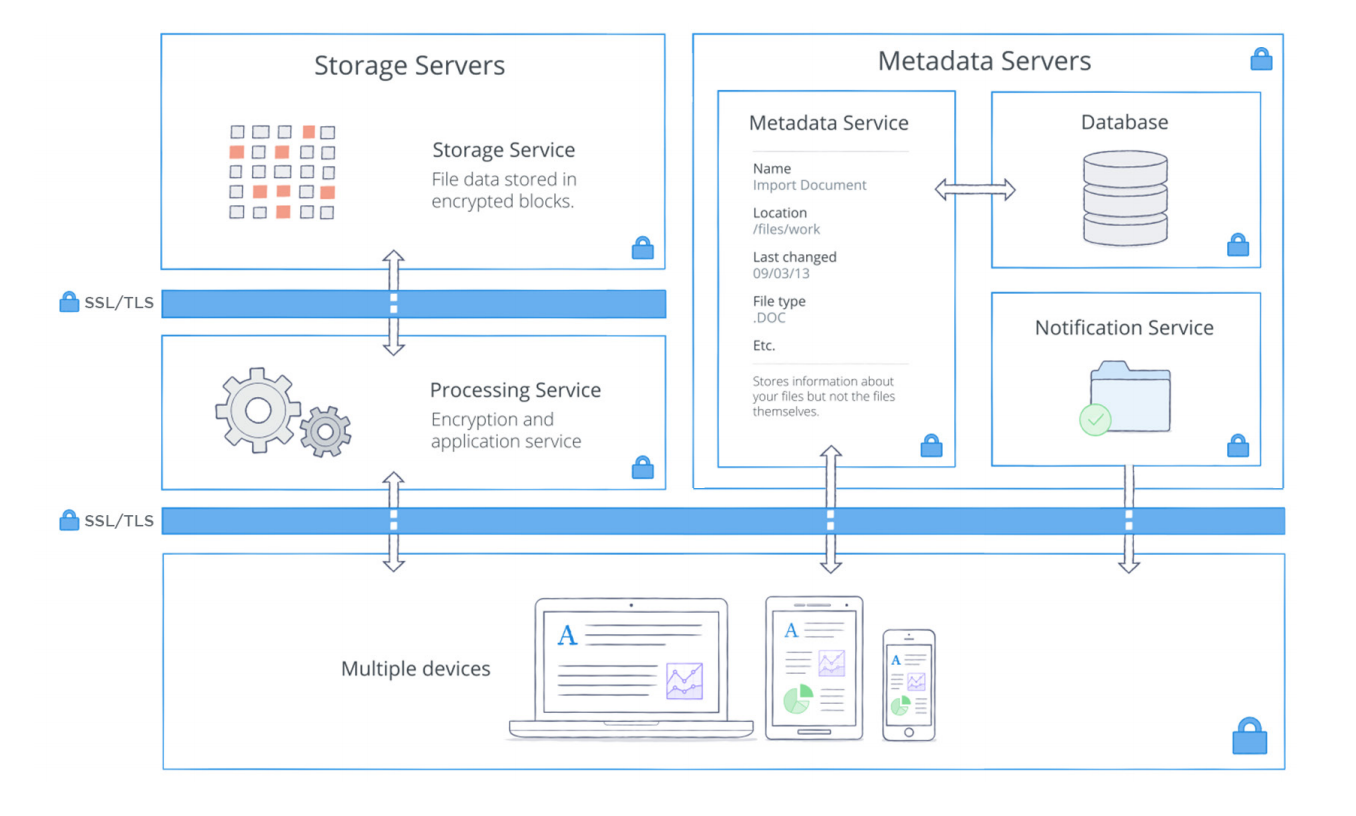 Storage Servers
Storage Service
File data stored in
encrypted blocks.
SSL/TLS
Processing Service
Encryption and
application service
Metadata Servers
Metadata Service
Name
Import Document
Location
/files/work
Last changed
09/03/13
File type
.DOC
Etc.
Stores information about
your files but not the files
themselves.
Database
Notification Service
SSL/TLS
Multiple devices
A
A
A